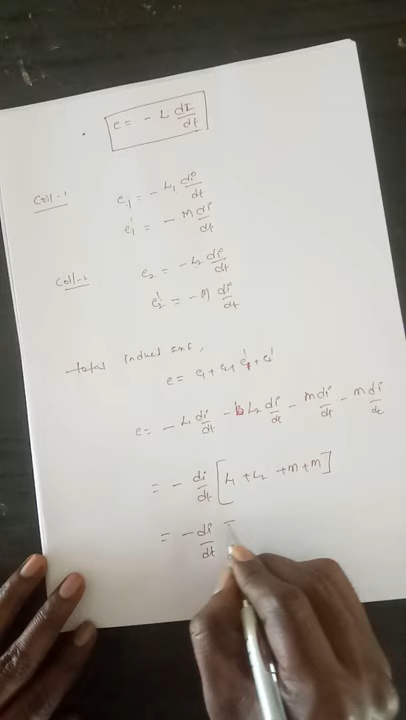 e = - L dI/dt
Coil-1
e₁ = - L₁ di/dt
e₁' = - M di/dt
Coil-2
e₂ = - L₂ di/dt
e₂' = - M di/dt
total induced emf,
e = e₁ + e₂ + e₁' + e₂'
e = - L₁ di/dt - L₂ di/dt - M di/dt - M di/dt
= - di/dt [ L₁ + L₂ + M + M ]
= - di/dt [